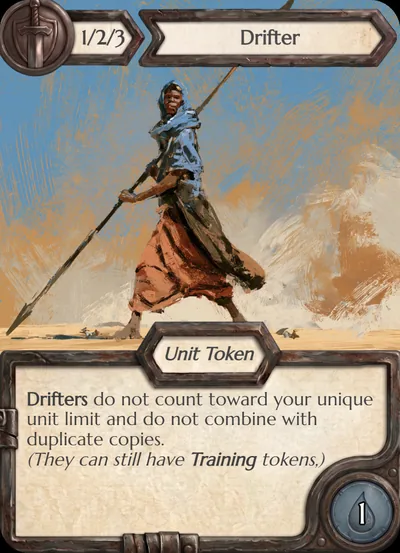 1/2/3
Drifter
Unit Token
Drifters do not count toward your unique
unit limit and do not combine with
duplicate copies.
(They can still have Training tokens,)
1